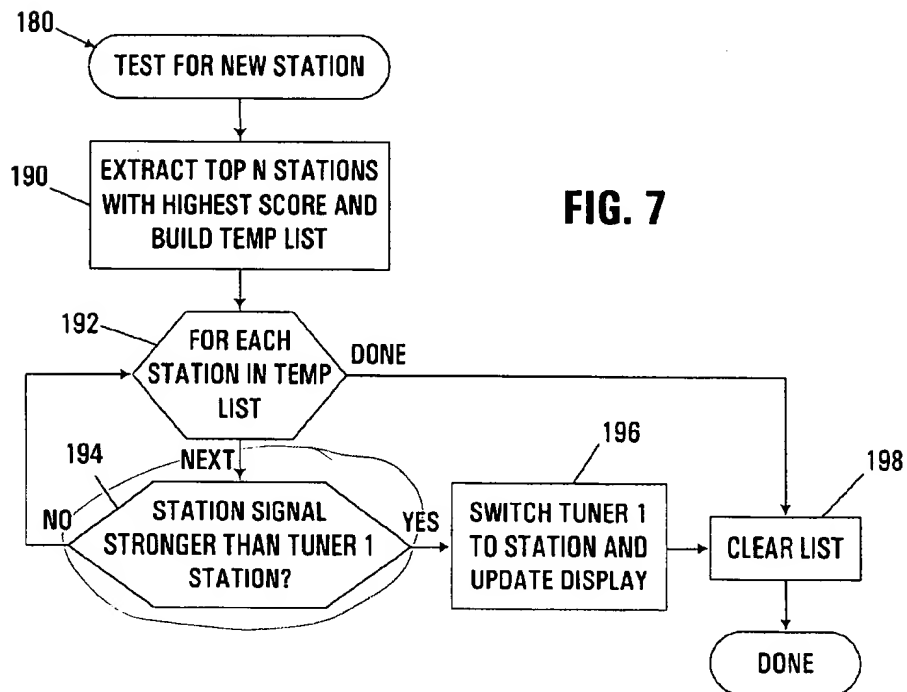 180
TEST FOR NEW STATION
190
EXTRACT TOP N STATIONS
WITH HIGHEST SCORE AND
BUILD TEMP LIST
FIG. 7
192
FOR EACH
STATION IN TEMP
LIST
DONE
NEXT
194
NO
STATION SIGNAL
STRONGER THAN TUNER 1
STATION?
YES
196
SWITCH TUNER 1
TO STATION AND
UPDATE DISPLAY
198
CLEAR LIST
DONE